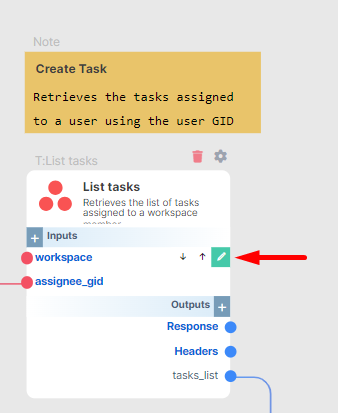 Note
Create Task
Retrieves the tasks assigned
to a user using the user GID
T:List tasks
List tasks
Retrieves the list of tasks
assigned to a workspace
member
Inputs
workspace
assignee_gid
Outputs
Response
Headers
tasks_list